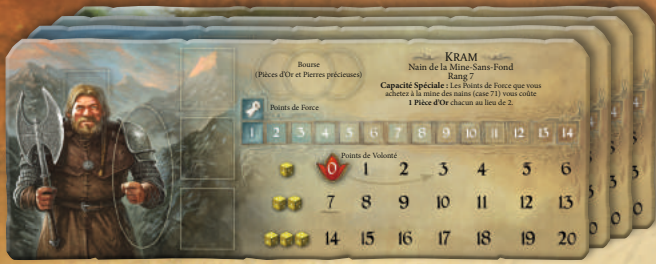 Bourse
(Pièces d'Or et Pierres précieuses)
KRAM
Nain de la Mine-Sans-Fond
Rang 7
Capacité Spéciale : Les Points de Force que vous
achetez à la mine des nains (case 71) vous coûte
1 Pièce d'Or chacun au lieu de 2.
Points de Force
1 2 3 4 5 6 7 8 9 10 11 12 13 14
Points de Volonté
0 1 2 3 4 5 6
7 8 9 10 11 12 13
14 15 16 17 18 19 20